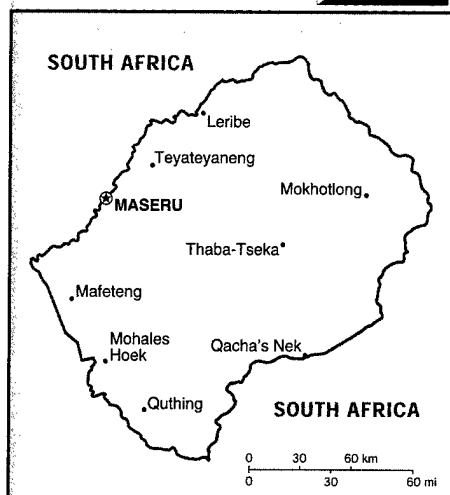 SOUTH AFRICA
Leribe
Teyateyaneng
Mokhotlong
MASERU
Thaba-Tseka
Mafeteng
Mohales
Hoek
Qacha's Nek
Quthing
SOUTH AFRICA
0 30 60 km
0 30 60 mi